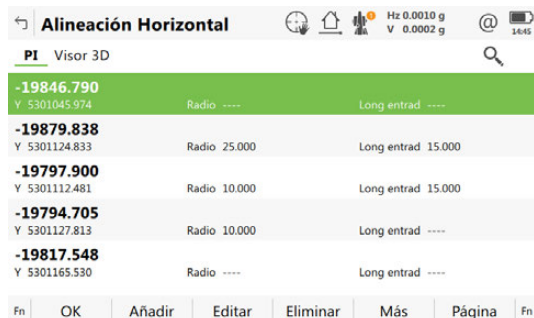 Alineación Horizontal
Hz 0.0010 g
V 0.0002 g
@
14:45
PI Visor 3D
-19846.790
Y 5301045.974 Radio ---- Long entrad ----
-19879.838
Y 5301124.833 Radio 25.000 Long entrad 15.000
-19797.900
Y 5301112.481 Radio 10.000 Long entrad 15.000
-19794.705
Y 5301127.813 Radio 10.000 Long entrad ----
-19817.548
Y 5301165.530 Radio ---- Long entrad ----
Fn OK Añadir Editar Eliminar Más Página Fn